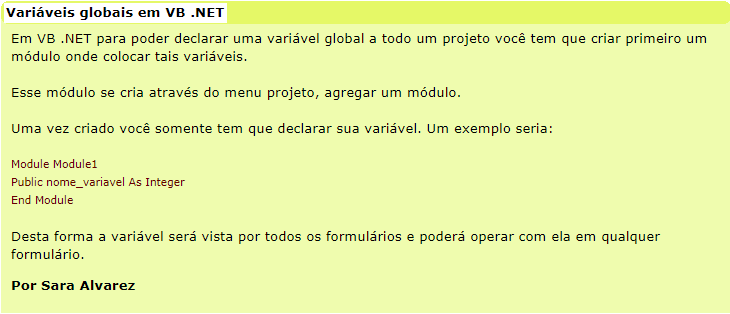 Variáveis globais em VB .NET
Em VB .NET para poder declarar uma variável global a todo um projeto você tem que criar primeiro um
módulo onde colocar tais variáveis.
Esse módulo se cria através do menu projeto, agregar um módulo.
Uma vez criado você somente tem que declarar sua variável. Um exemplo seria:
Module Module1
Public nome_variavel As Integer
End Module
Desta forma a variável será vista por todos os formulários e poderá operar com ela em qualquer
formulário.
Por Sara Alvarez